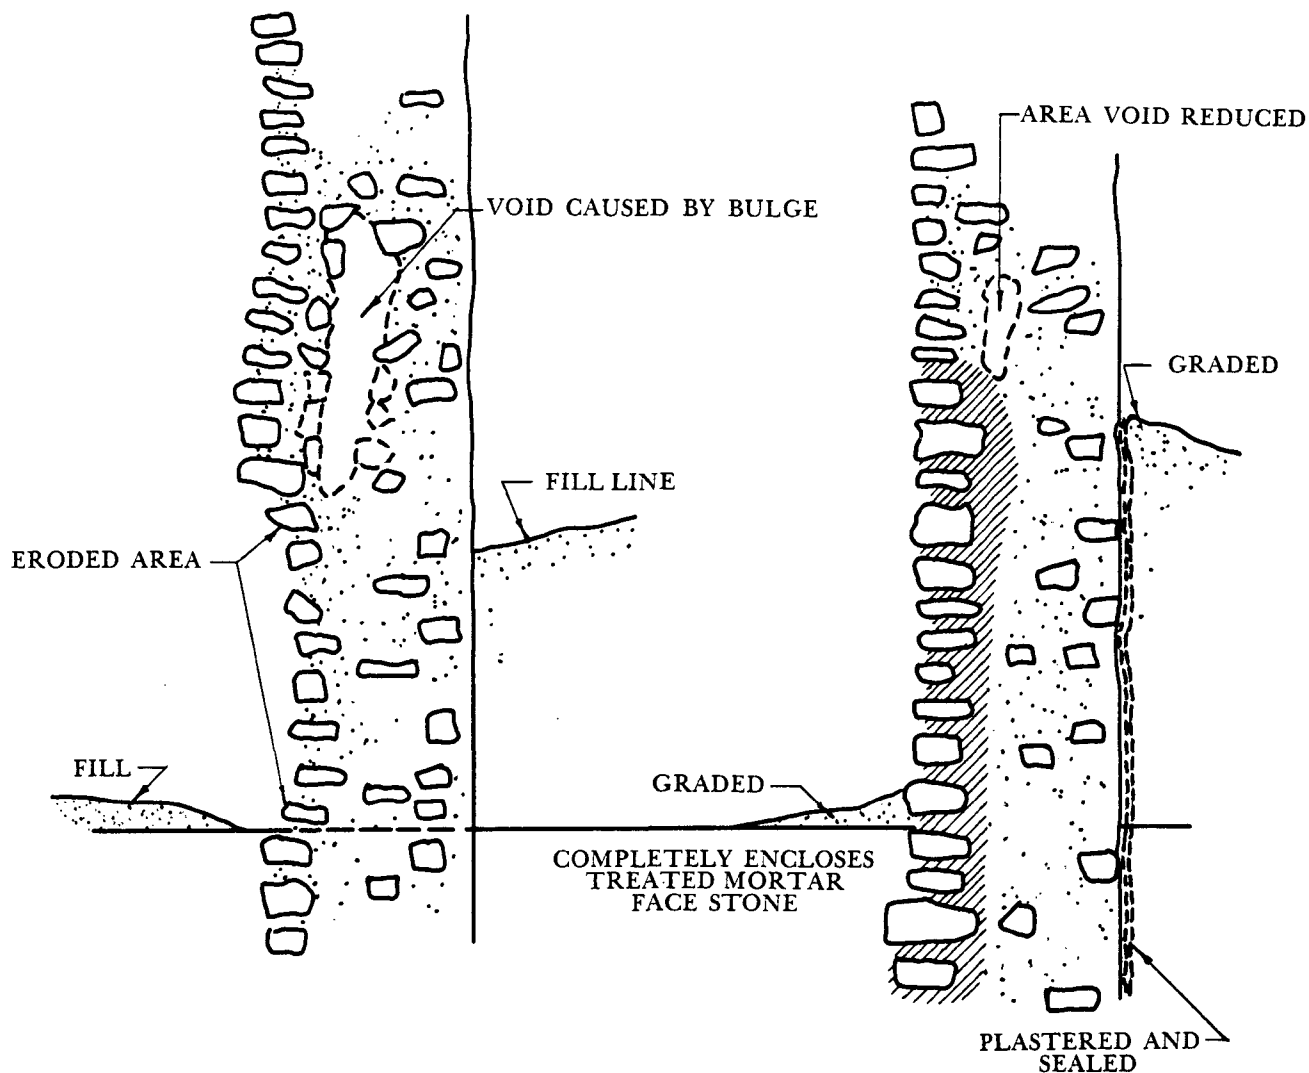 AREA VOID REDUCED
VOID CAUSED BY BULGE
GRADED
FILL LINE
ERODED AREA
FILL
GRADED
COMPLETELY ENCLOSES
TREATED MORTAR
FACE STONE
PLASTERED AND
SEALED